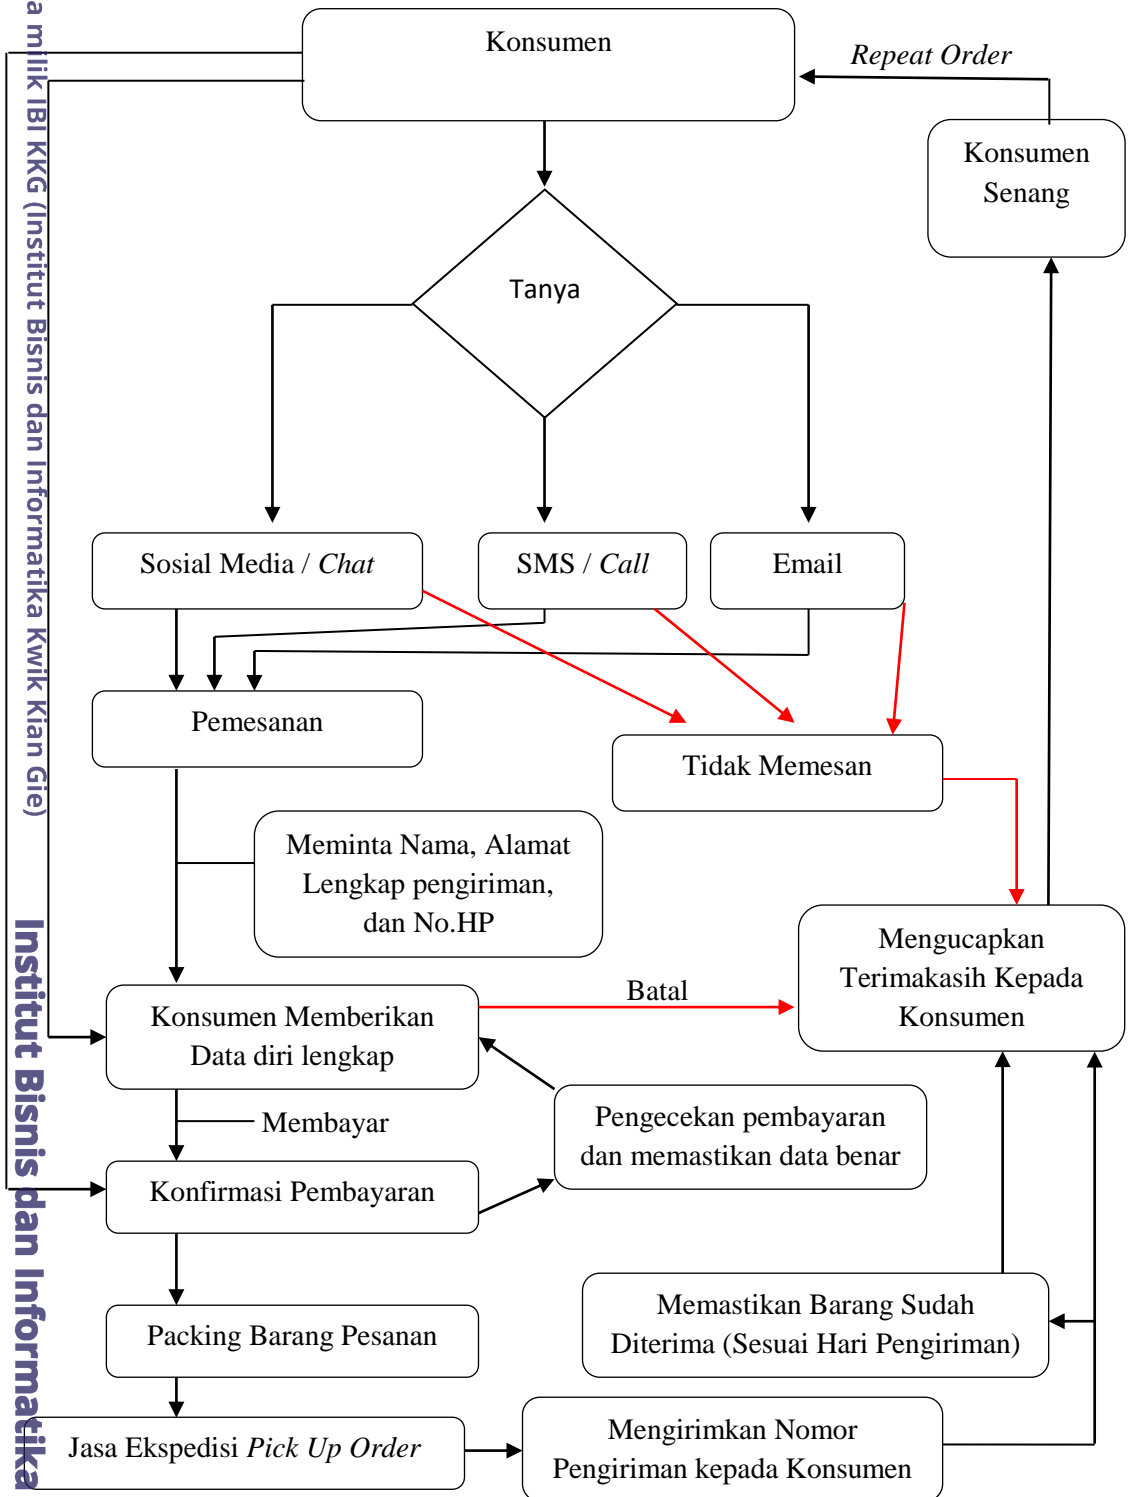 Konsumen
Repeat Order
Konsumen
Senang
Tanya
Sosial Media / Chat
SMS / Call
Email
Pemesanan
Tidak Memesan
Meminta Nama, Alamat
Lengkap pengiriman,
dan No.HP
Mengucapkan
Terimakasih Kepada
Konsumen
Batal
Konsumen Memberikan
Data diri lengkap
Membayar
Pengecekan pembayaran
dan memastikan data benar
Konfirmasi Pembayaran
Memastikan Barang Sudah
Diterima (Sesuai Hari Pengiriman)
Packing Barang Pesanan
Jasa Ekspedisi Pick Up Order
Mengirimkan Nomor
Pengiriman kepada Konsumen
milik IBI KKG (Institut Bisnis dan Informatika Kwik Kian Gie)
Institut Bisnis dan Informatika